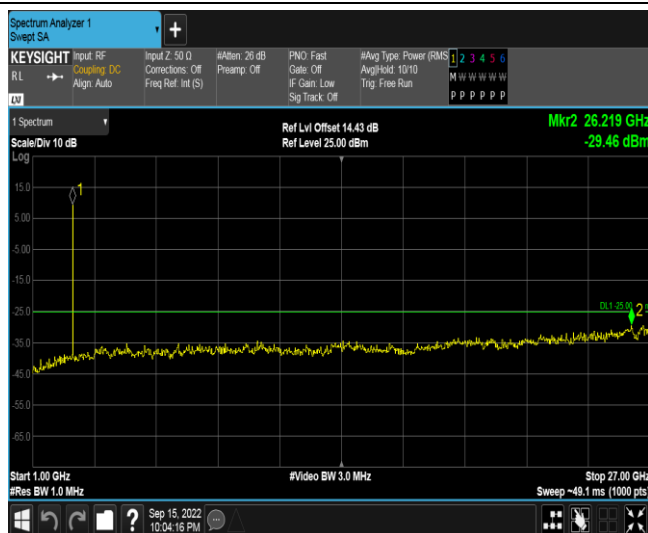 Spectrum Analyzer 1
Swept SA
KEYSIGHT
RL
LXI
Input: RF
Coupling: DC
Align: Auto
Input Z: 50 Ω
Corrections: Off
Freq Ref: Int (S)
#Atten: 26 dB
Preamp: Off
PNO: Fast
Gate: Off
IF Gain: Low
Sig Track: Off
#Avg Type: Power (RMS
Avg|Hold: 10/10
Trig: Free Run
1 2 3 4 5 6
M W W W W W
P P P P P P
1 Spectrum
Scale/Div 10 dB
Ref Lvl Offset 14.43 dB
Ref Level 25.00 dBm
Mkr2 26.219 GHz
-29.46 dBm
Log
15.0
5.00
-5.00
-15.0
-25.0
-35.0
-45.0
-55.0
-65.0
1
DL1 -25.00
2
Start 1.00 GHz
#Res BW 1.0 MHz
#Video BW 3.0 MHz
Stop 27.00 GHz
Sweep ~49.1 ms (1000 pts)
?
Sep 15, 2022
10:04:16 PM